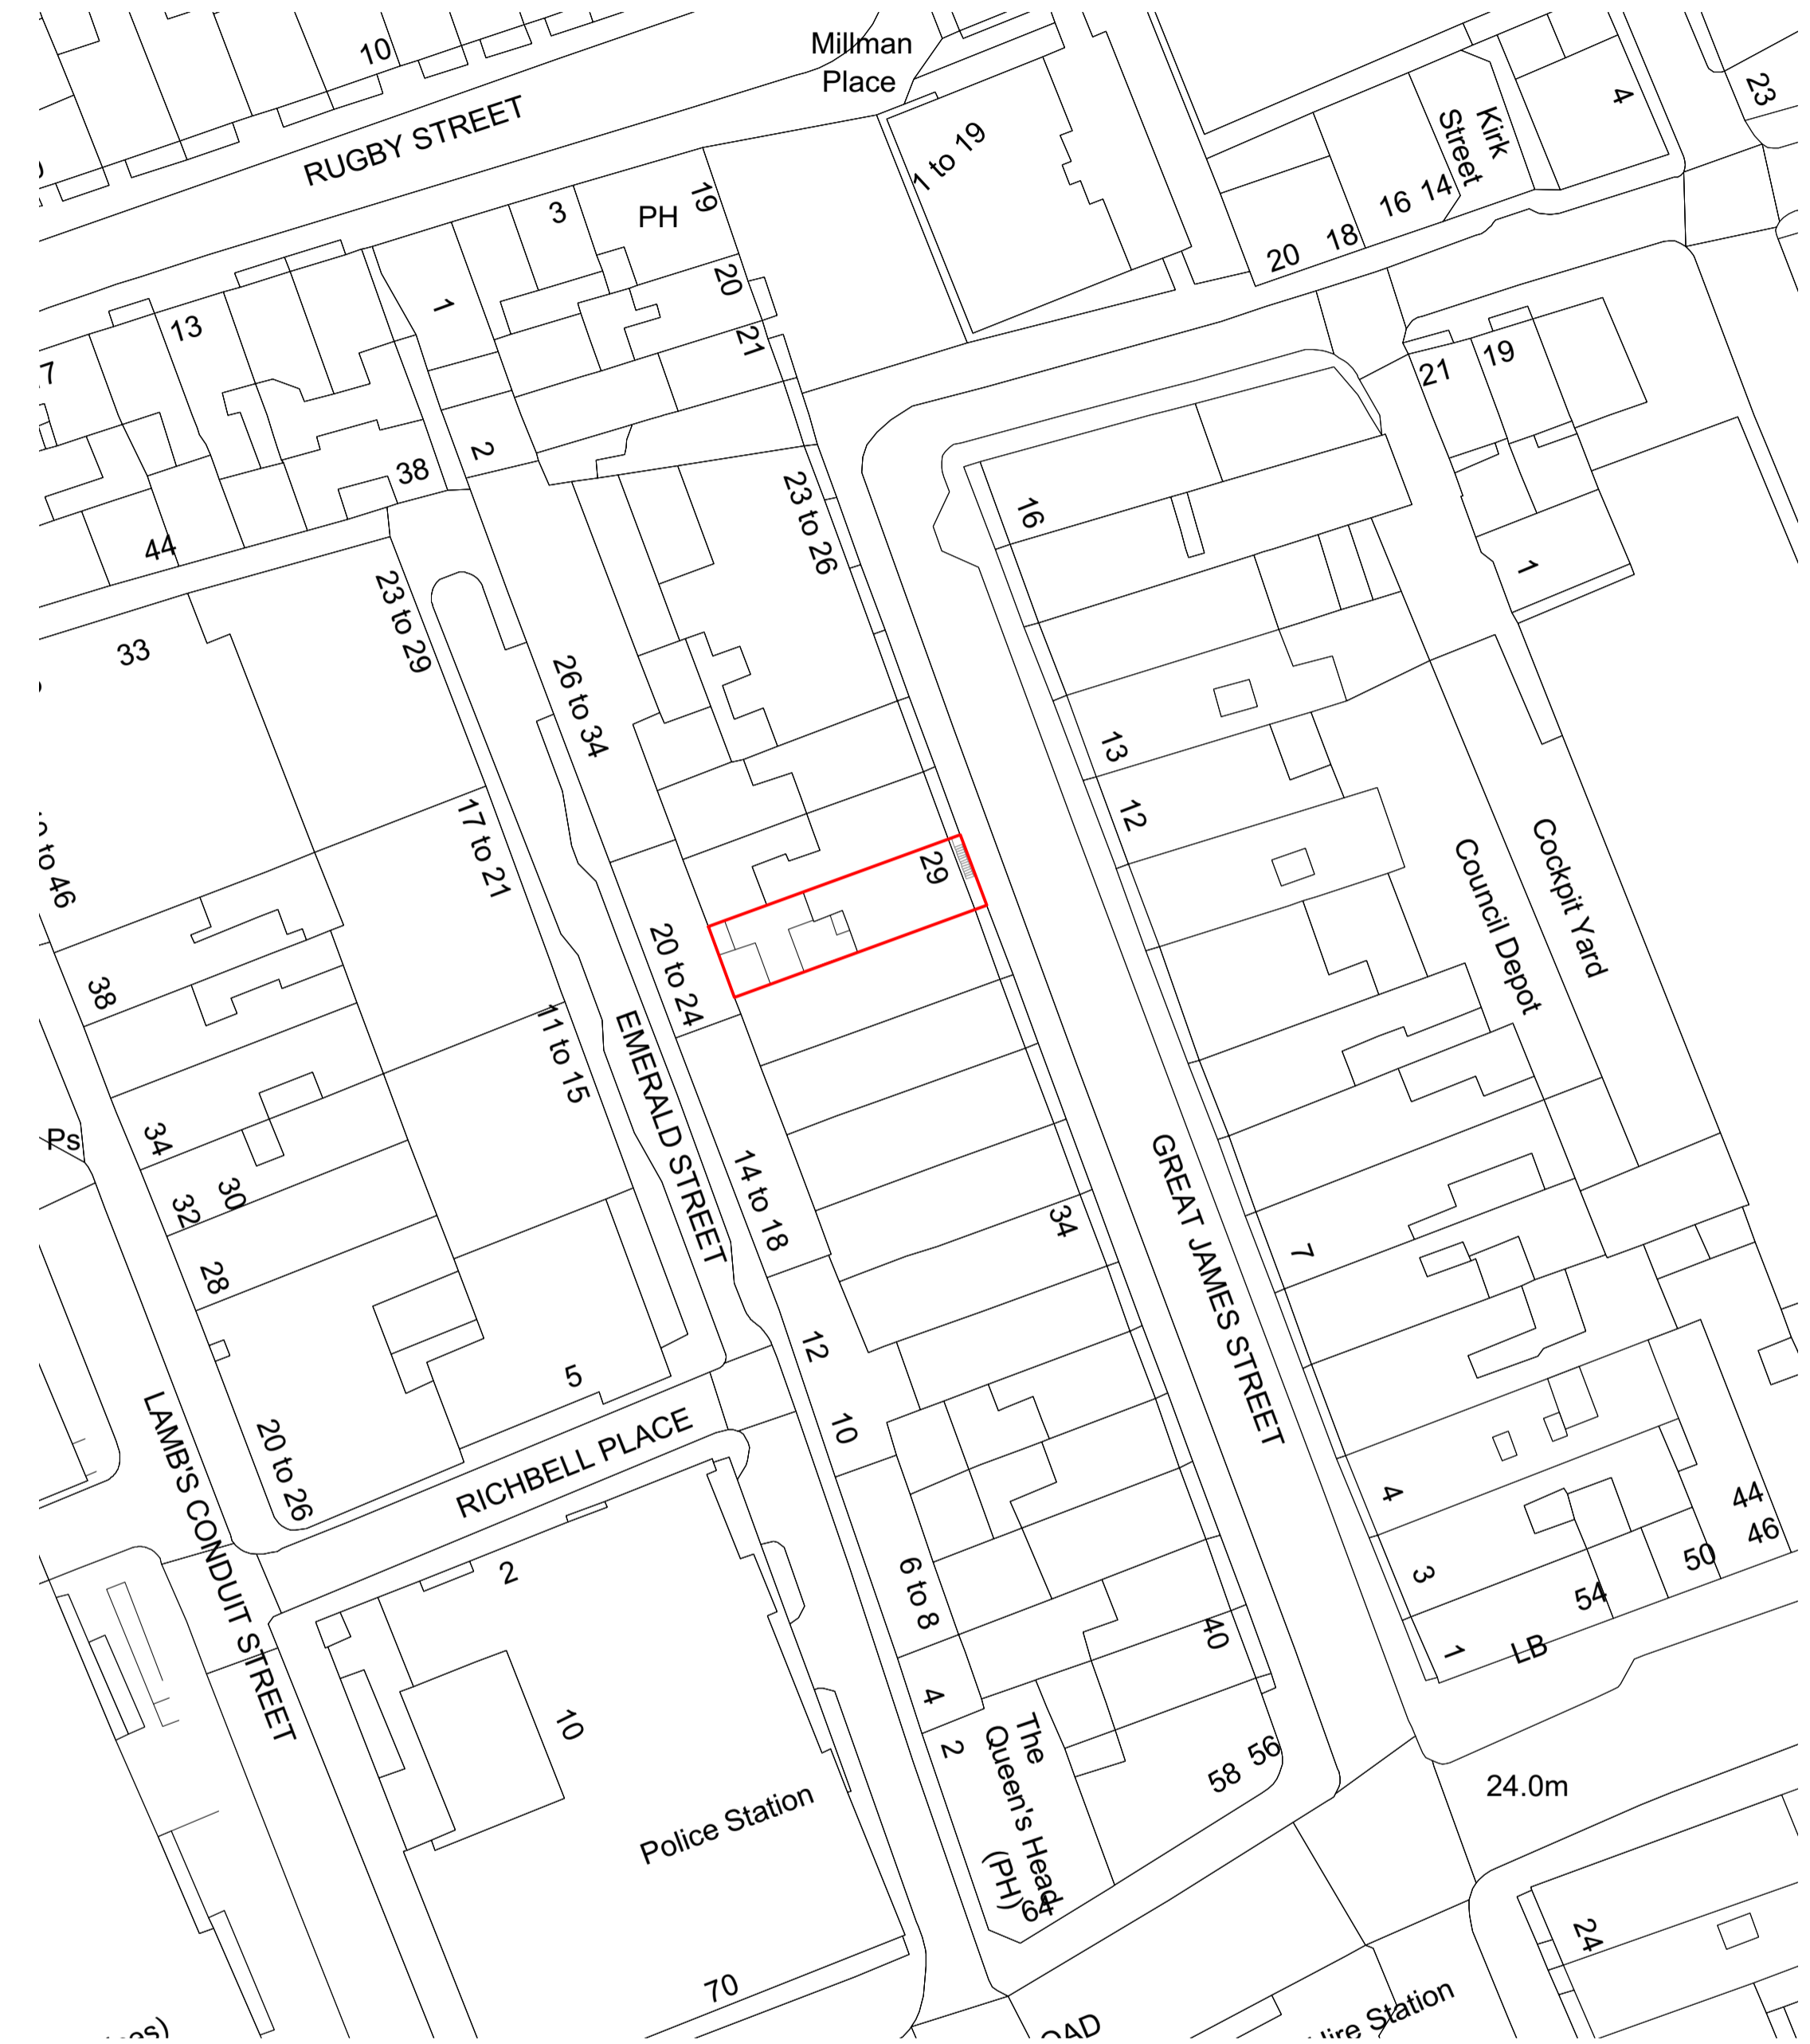 10
Millman
Place
RUGBY STREET
23
4
Kirk
Street
1 to 19
16
14
18
20
3
PH
19
20
21
1
13
7
2
38
44
21
19
16
23 to 26
1
23 to 29
33
26 to 34
13
12
17 to 21
to 46
29
Cockpit Yard
Council Depot
20 to 24
38
11 to 15
EMERALD STREET
Ps
34
32
30
14 to 18
34
GREAT JAMES STREET
7
28
12
5
10
LAMB'S CONDUIT STREET
20 to 26
RICHBELL PLACE
4
44
46
50
3
54
2
6 to 8
40
1
LB
4
10
2
The
Queen's Head
(PH)
64
58
56
24.0m
Police Station
24
70